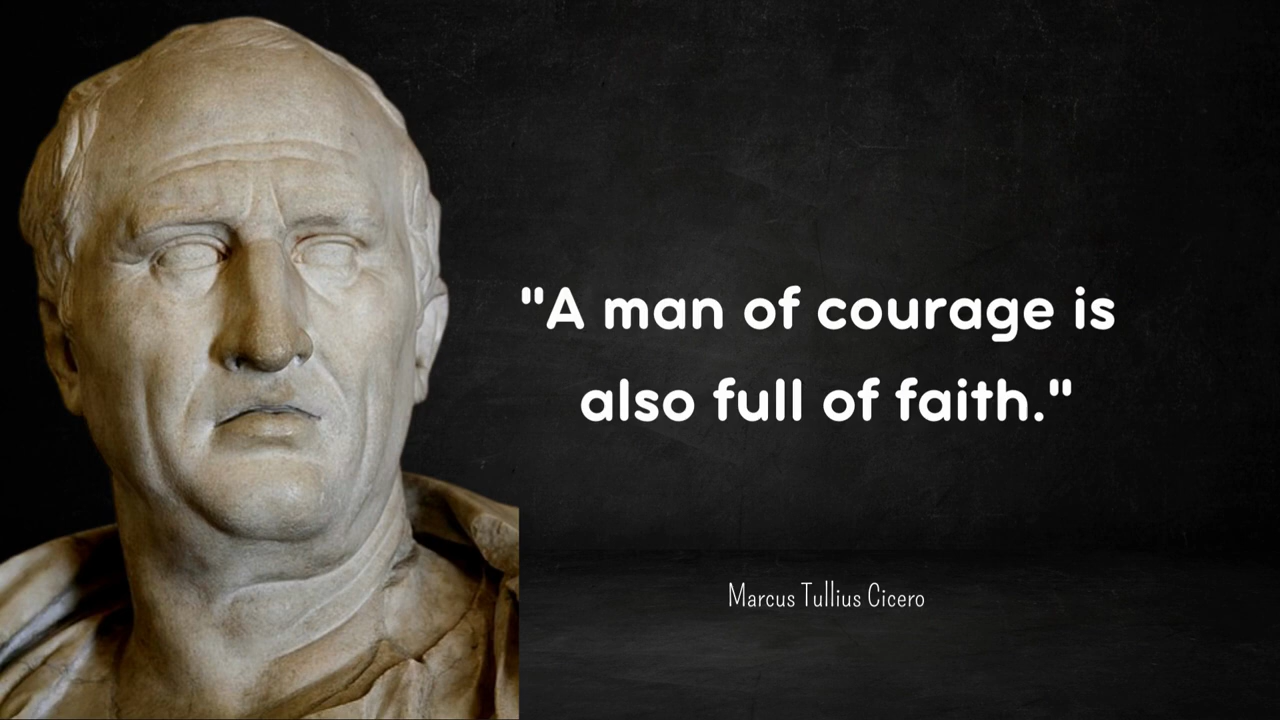 "A man of courage is
also full of faith."
Marcus Tullius Cicero